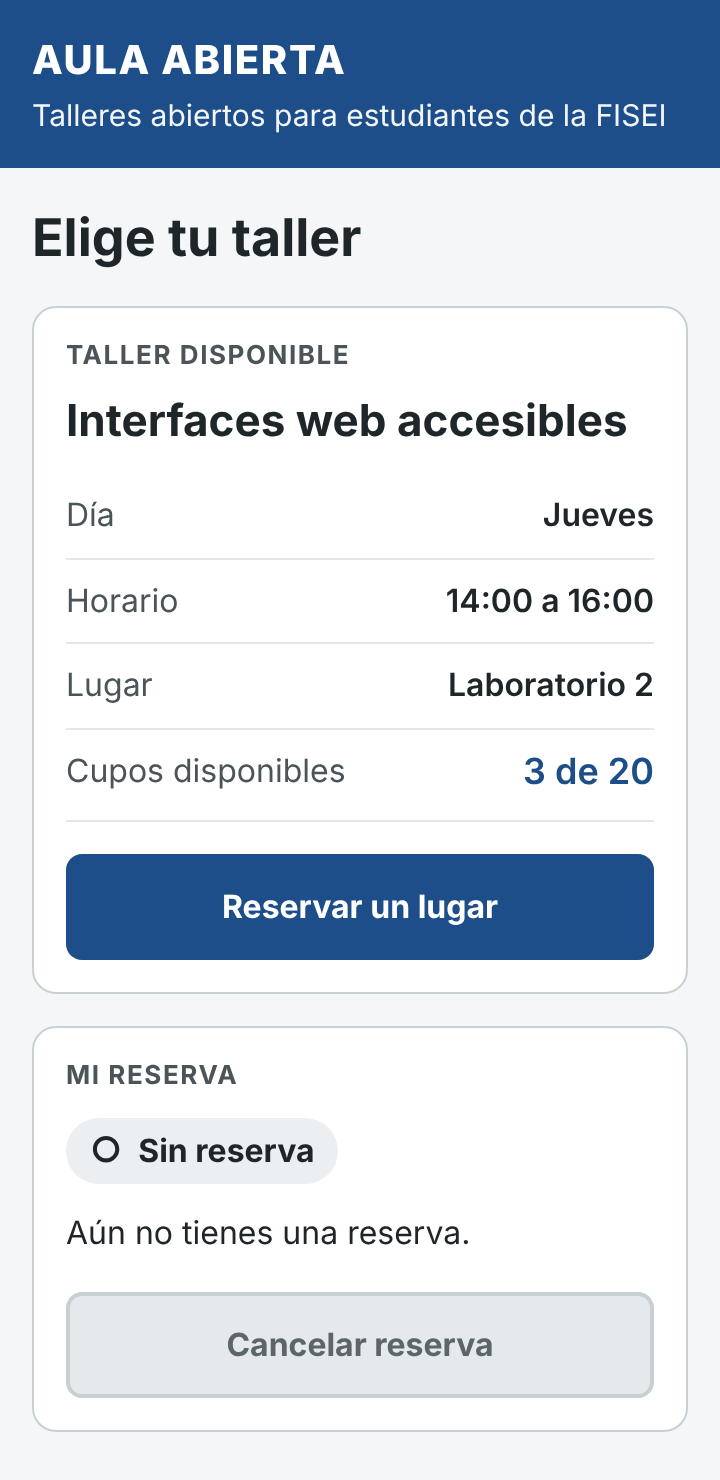 AULA ABIERTA
Talleres abiertos para estudiantes de la FISEI
Elige tu taller
TALLER DISPONIBLE
Interfaces web accesibles
Día Jueves
Horario 14:00 a 16:00
Lugar Laboratorio 2
Cupos disponibles 3 de 20
Reservar un lugar
MI RESERVA
Sin reserva
Aún no tienes una reserva.
Cancelar reserva